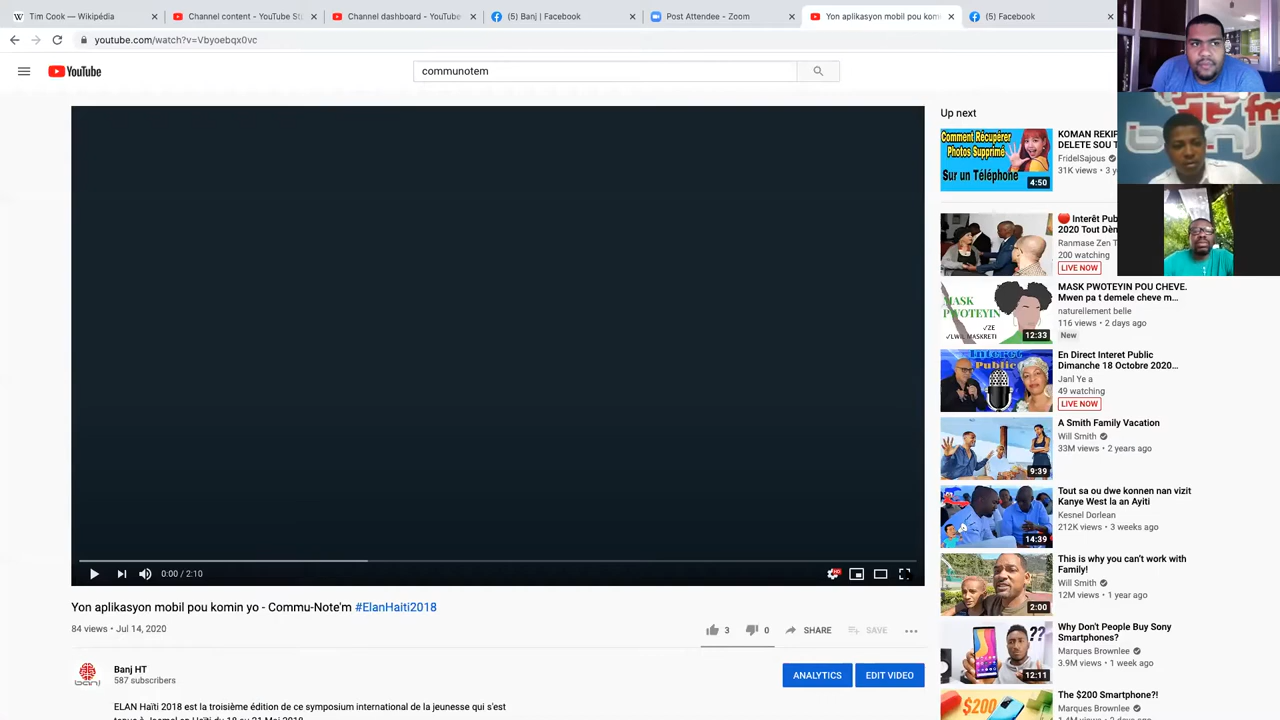 Tim Cook — Wikipédia
Channel content - YouTube St
Channel dashboard - YouTube
(5) Banj | Facebook
Post Attendee - Zoom
Yon aplikasyon mobil pou kom
(5) Facebook
youtube.com/watch?v=Vbyoebqx0vc
YouTube
communotem
fm
banj
Up next
Comment Récupérer
Photos Supprimé
Sur un Téléphone
4:50
KOMAN REKIF
DELETE SOU T
FridelSajous
31K views • 3 y
Interêt Pub
2020 Tout Dèn
Ranmase Zen T
200 watching
LIVE NOW
MASK
PWOTEYIN
✓ZE
✓LWIL MASKRETI
12:33
MASK PWOTEYIN POU CHEVE.
Mwen pa t demele cheve m...
naturellement belle
116 views • 2 days ago
New
Interet
Public
En Direct Interet Public
Dimanche 18 Octobre 2020...
Janl Ye a
49 watching
LIVE NOW
9:39
A Smith Family Vacation
Will Smith
33M views • 2 years ago
14:39
Tout sa ou dwe konnen nan vizit
Kanye West la an Ayiti
Kesnel Dorlean
212K views • 3 weeks ago
2:00
This is why you can't work with
Family!
Will Smith
12M views • 1 year ago
0:00 / 2:10
HD
Yon aplikasyon mobil pou komin yo - Commu-Note'm #ElanHaiti2018
84 views • Jul 14, 2020
3
0
SHARE
SAVE
??
12:11
Why Don't People Buy Sony
Smartphones?
Marques Brownlee
3.9M views • 1 week ago
banj
Banj HT
587 subscribers
ANALYTICS
EDIT VIDEO
$200
The $200 Smartphone?!
Marques Brownlee
ELAN Haïti 2018 est la troisième édition de ce symposium international de la jeunesse qui s'est